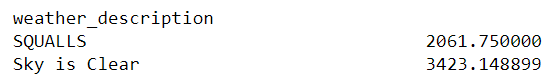 weather_description
SQUALLS 2061.750000
Sky is Clear 3423.148899